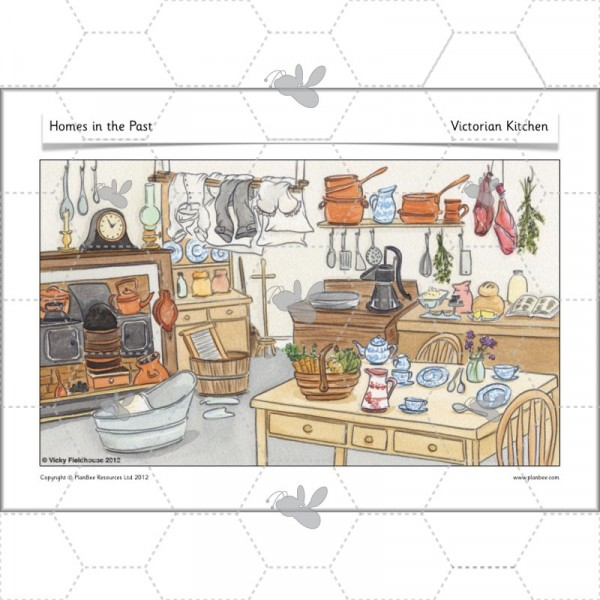 Homes in the Past
Victorian Kitchen
© Vicky Fieldhouse 2012
Copyright © PlanBee Resources Ltd 2012
www.planbee.com